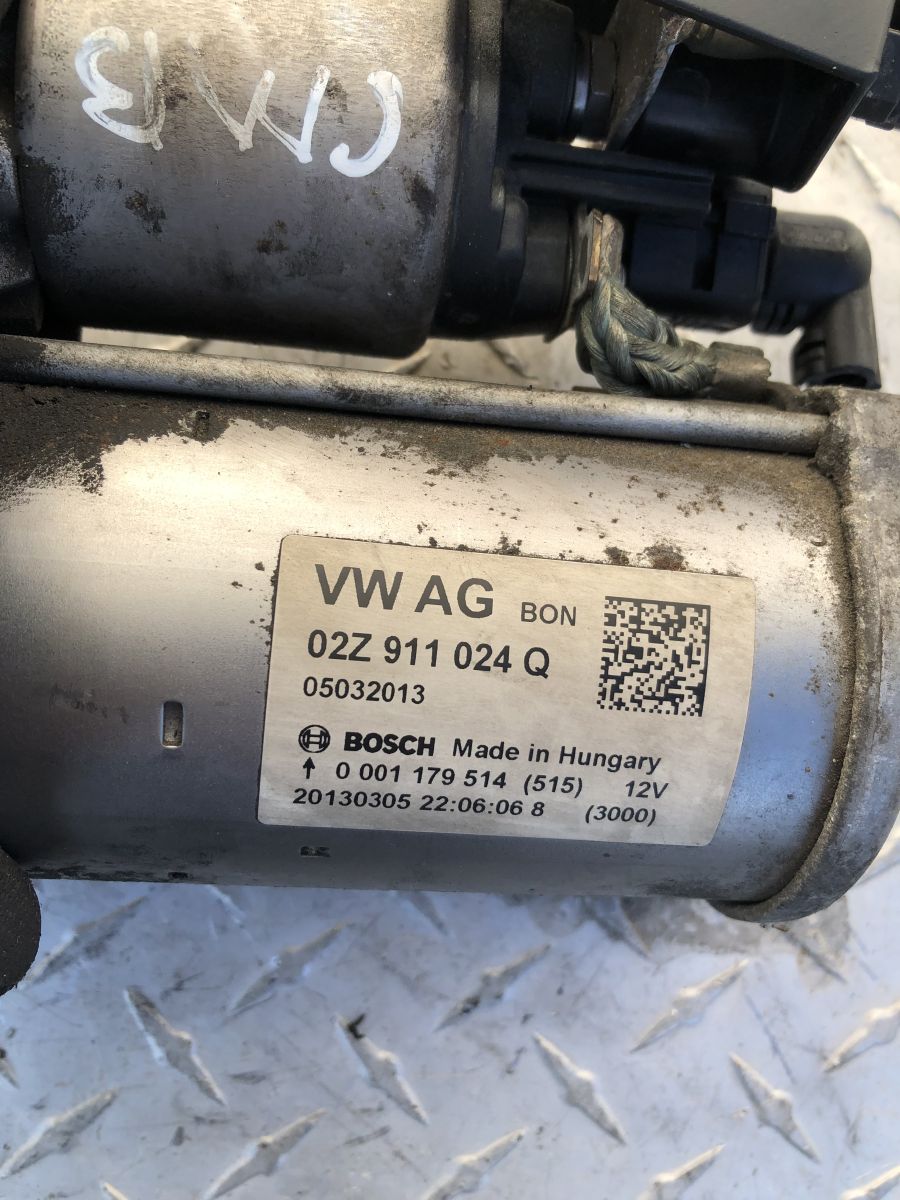 VW AG BON
02Z 911 024 Q
05032013
BOSCH Made in Hungary
↑ 0 001 179 514 (515) 12V
20130305 22:06:06 8 (3000)